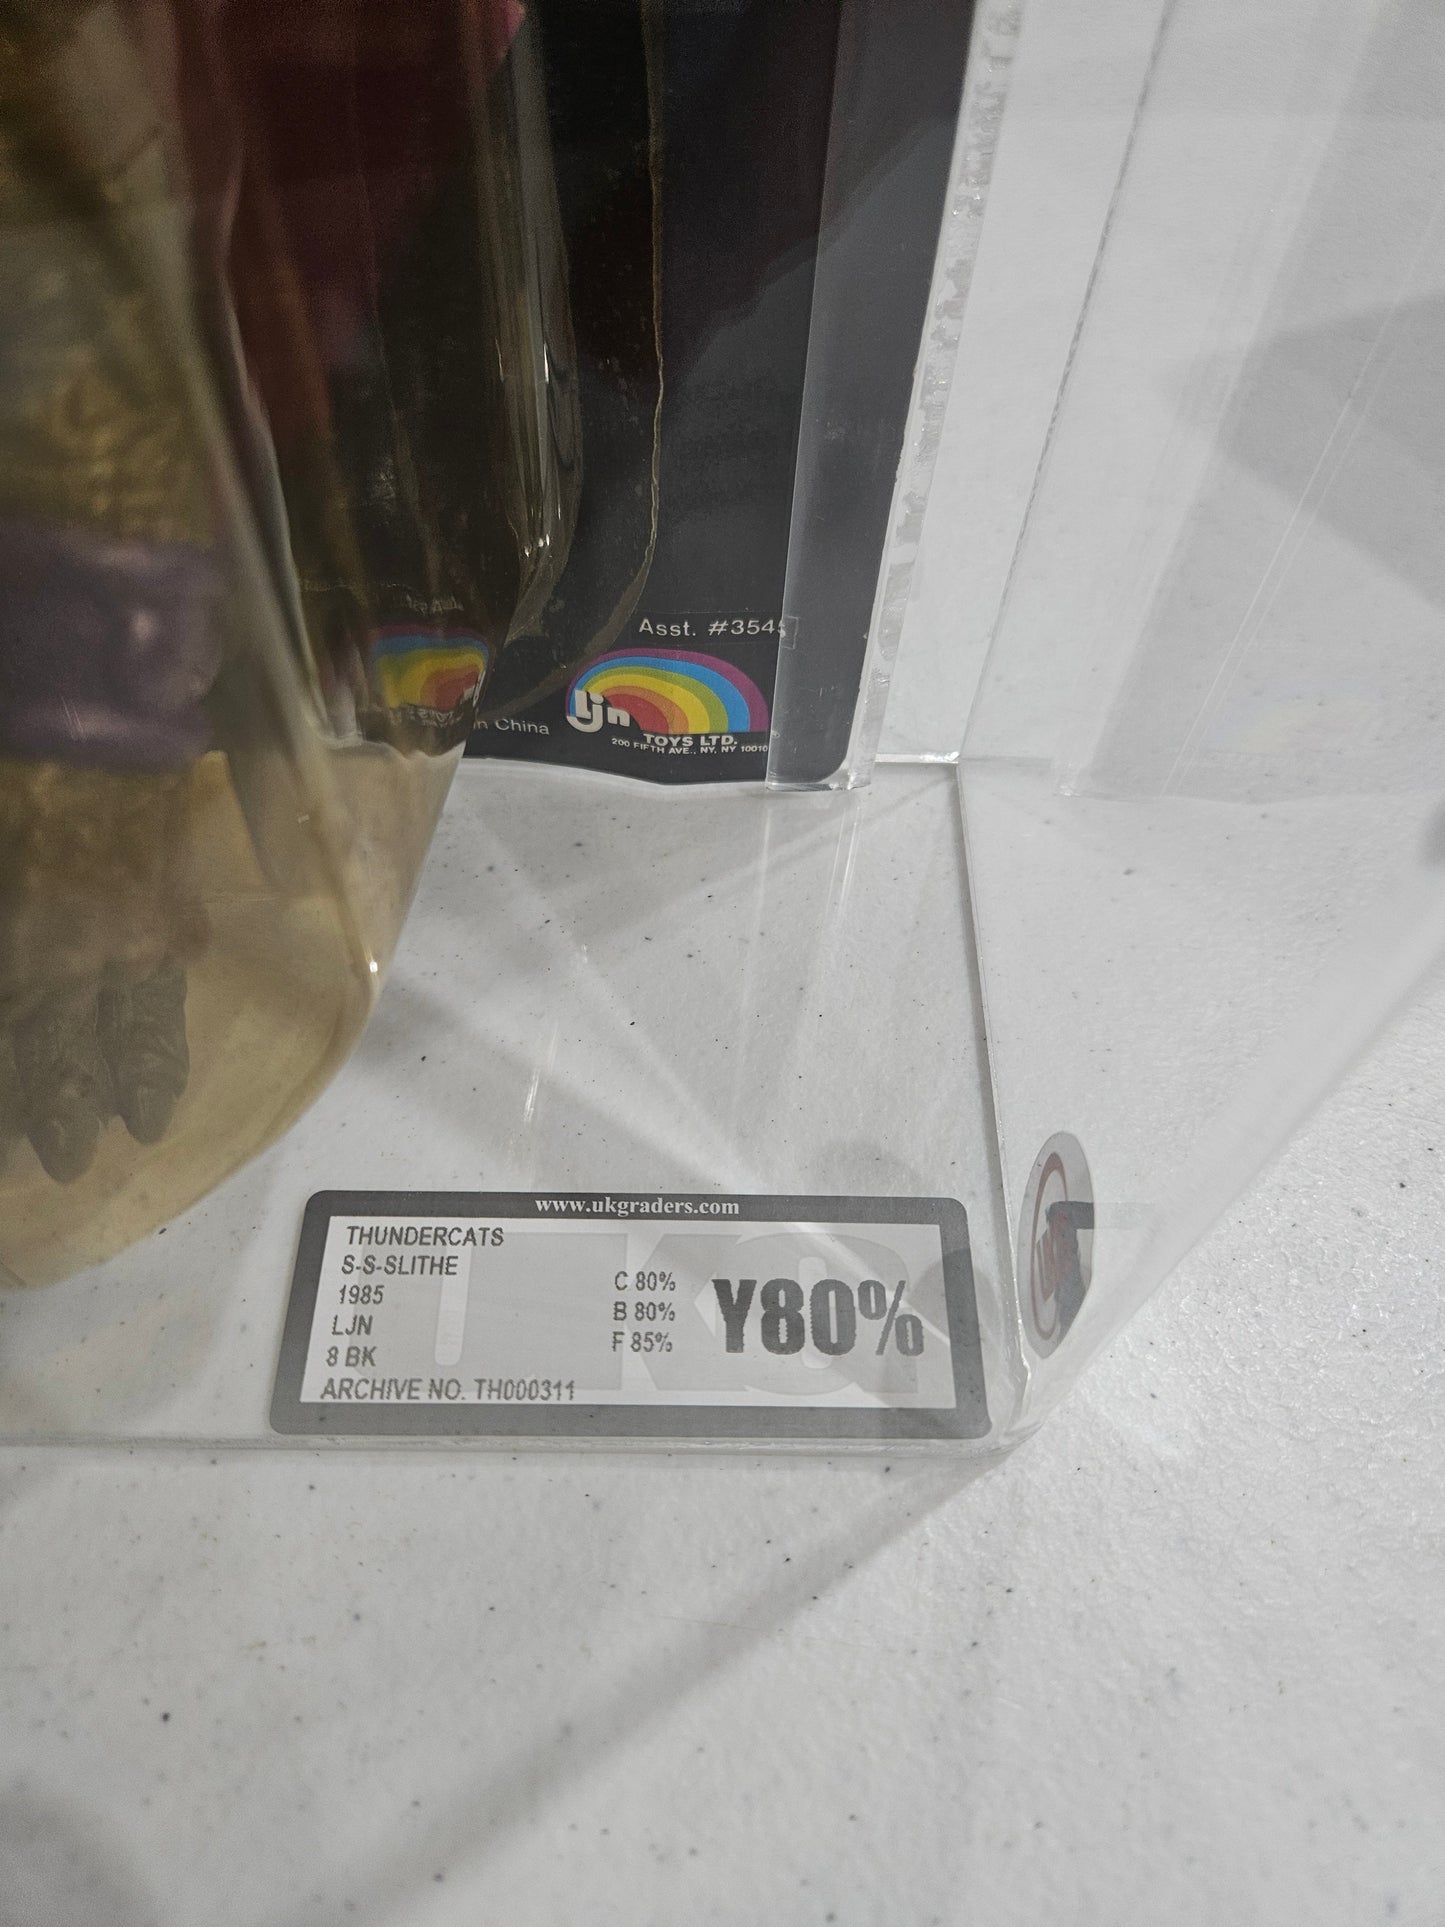 Asst. #3545
n China
ljn
TOYS LTD.
200 FIFTH AVE., NY, NY 10010
www.ukgraders.com
THUNDERCATS
S-S-SLITHE
1985
LJN
8 BK
ARCHIVE NO. TH000311
C 80%
B 80%
F 85%
Y80%
UKG